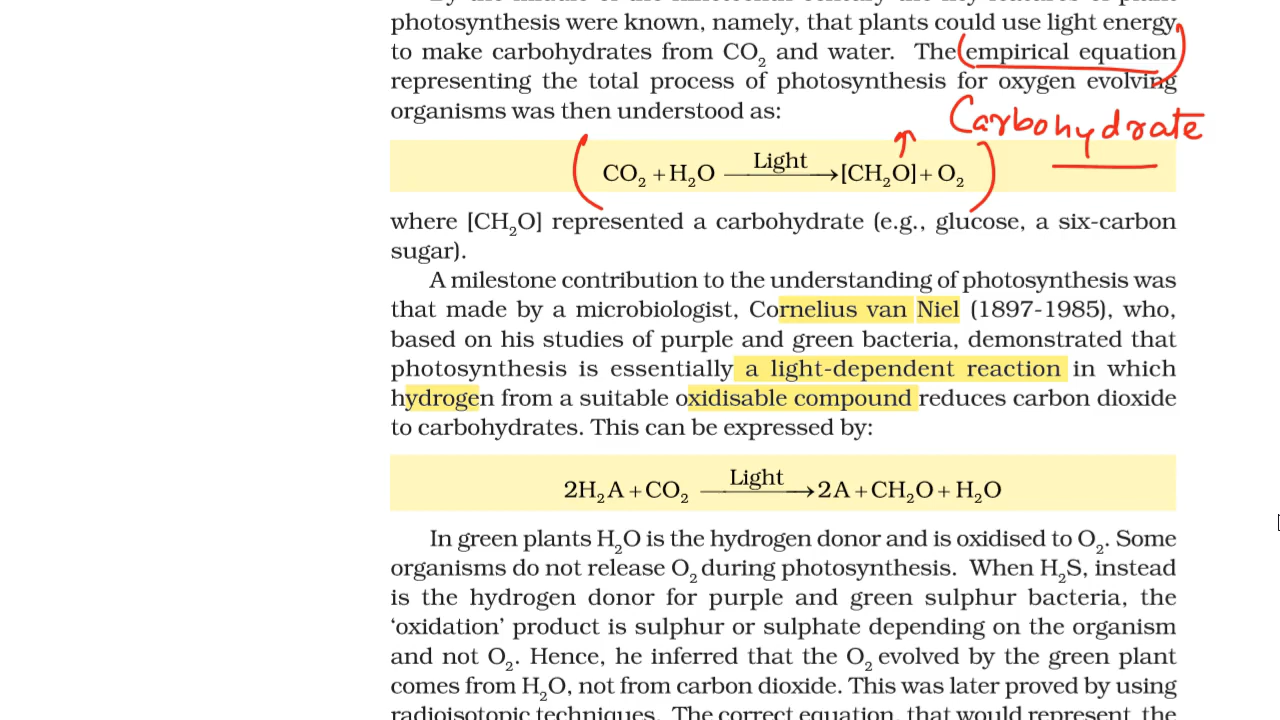 photosynthesis were known, namely, that plants could use light energy
to make carbohydrates from CO₂ and water. The empirical equation
representing the total process of photosynthesis for oxygen evolving
organisms was then understood as:
Carbohydrate
CO₂ + H₂O —Light→ [CH₂O] + O₂
where [CH₂O] represented a carbohydrate (e.g., glucose, a six-carbon
sugar).
A milestone contribution to the understanding of photosynthesis was
that made by a microbiologist, Cornelius van Niel (1897-1985), who,
based on his studies of purple and green bacteria, demonstrated that
photosynthesis is essentially a light-dependent reaction in which
hydrogen from a suitable oxidisable compound reduces carbon dioxide
to carbohydrates. This can be expressed by:
2H₂A + CO₂ —Light→ 2A + CH₂O + H₂O
In green plants H₂O is the hydrogen donor and is oxidised to O₂. Some
organisms do not release O₂ during photosynthesis. When H₂S, instead
is the hydrogen donor for purple and green sulphur bacteria, the
‘oxidation’ product is sulphur or sulphate depending on the organism
and not O₂. Hence, he inferred that the O₂ evolved by the green plant
comes from H₂O, not from carbon dioxide. This was later proved by using
radioisotopic techniques. The correct equation, that would represent the